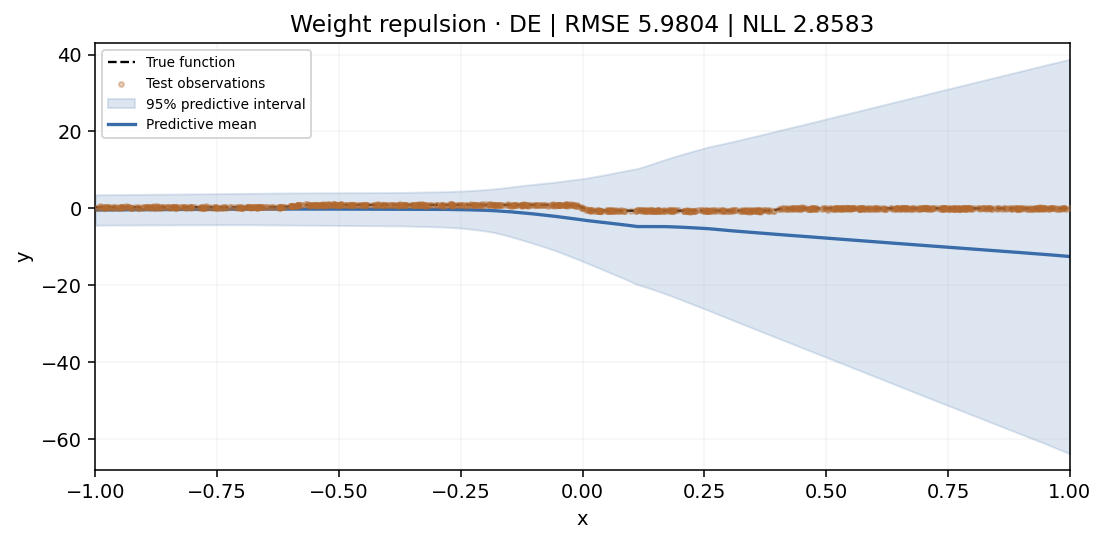 Weight repulsion · DE | RMSE 5.9804 | NLL 2.8583
True function
Test observations
95% predictive interval
Predictive mean
y
40
20
0
−20
−40
−60
−1.00 −0.75 −0.50 −0.25 0.00 0.25 0.50 0.75 1.00
x